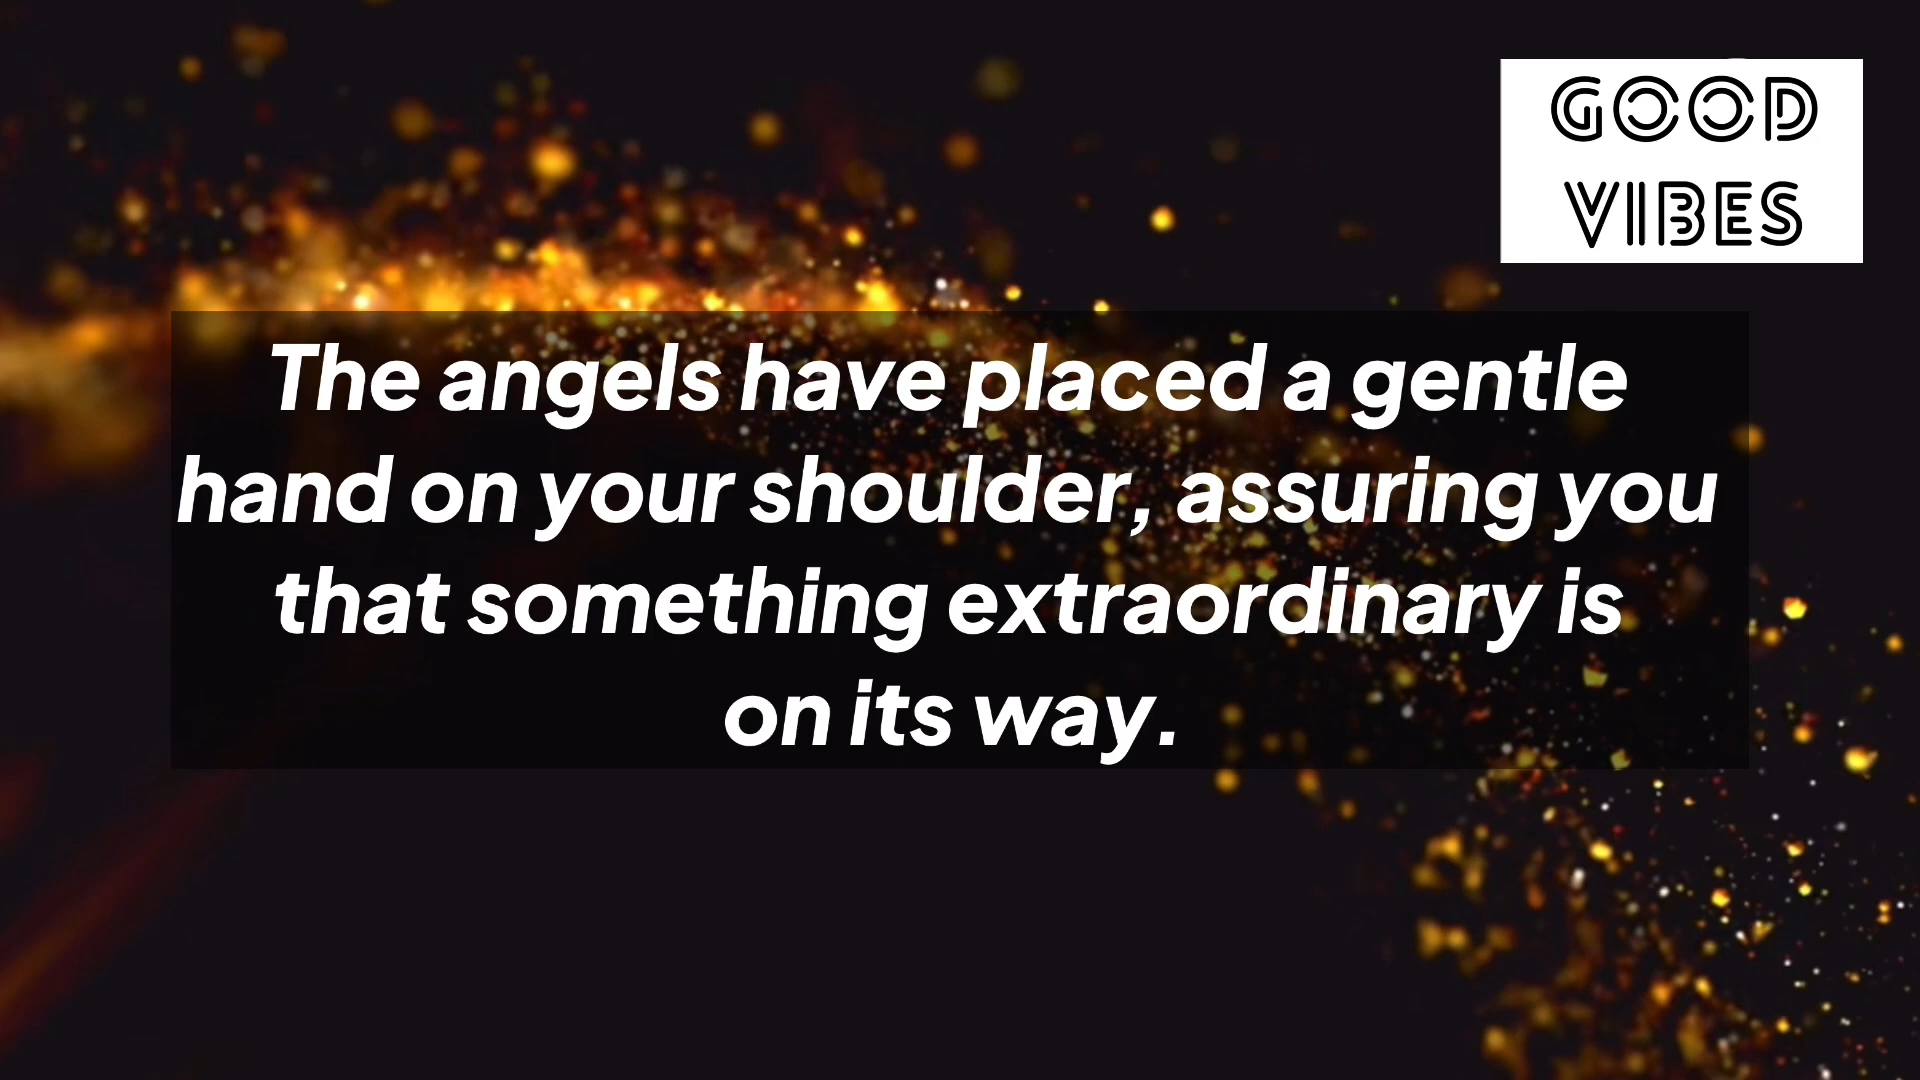 GOOD
VIBES
The angels have placed a gentle
hand on your shoulder, assuring you
that something extraordinary is
on its way.